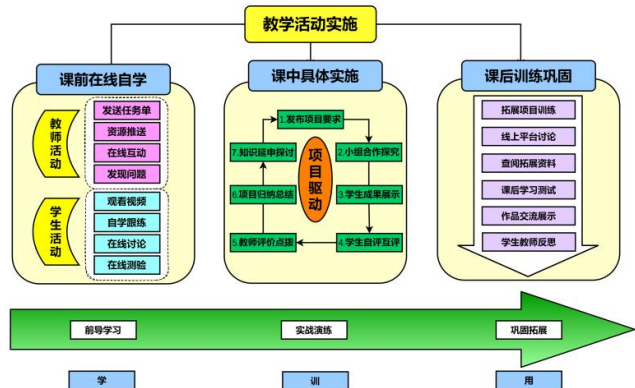 教学活动实施
课前在线自学
教师活动
发送任务单
资源推送
在线互动
发现问题
学生活动
观看视频
自学跟练
在线讨论
在线测验
课中具体实施
1.发布项目要求
2.小组合作探究
3.学生成果展示
4.学生自评互评
5.教师评价点拨
6.项目归纳总结
7.知识延申探讨
项目驱动
课后训练巩固
拓展项目训练
线上平台讨论
查阅拓展资料
课后学习测试
作品交流展示
学生教师反思
前导学习
实战演练
巩固拓展
学
训
用